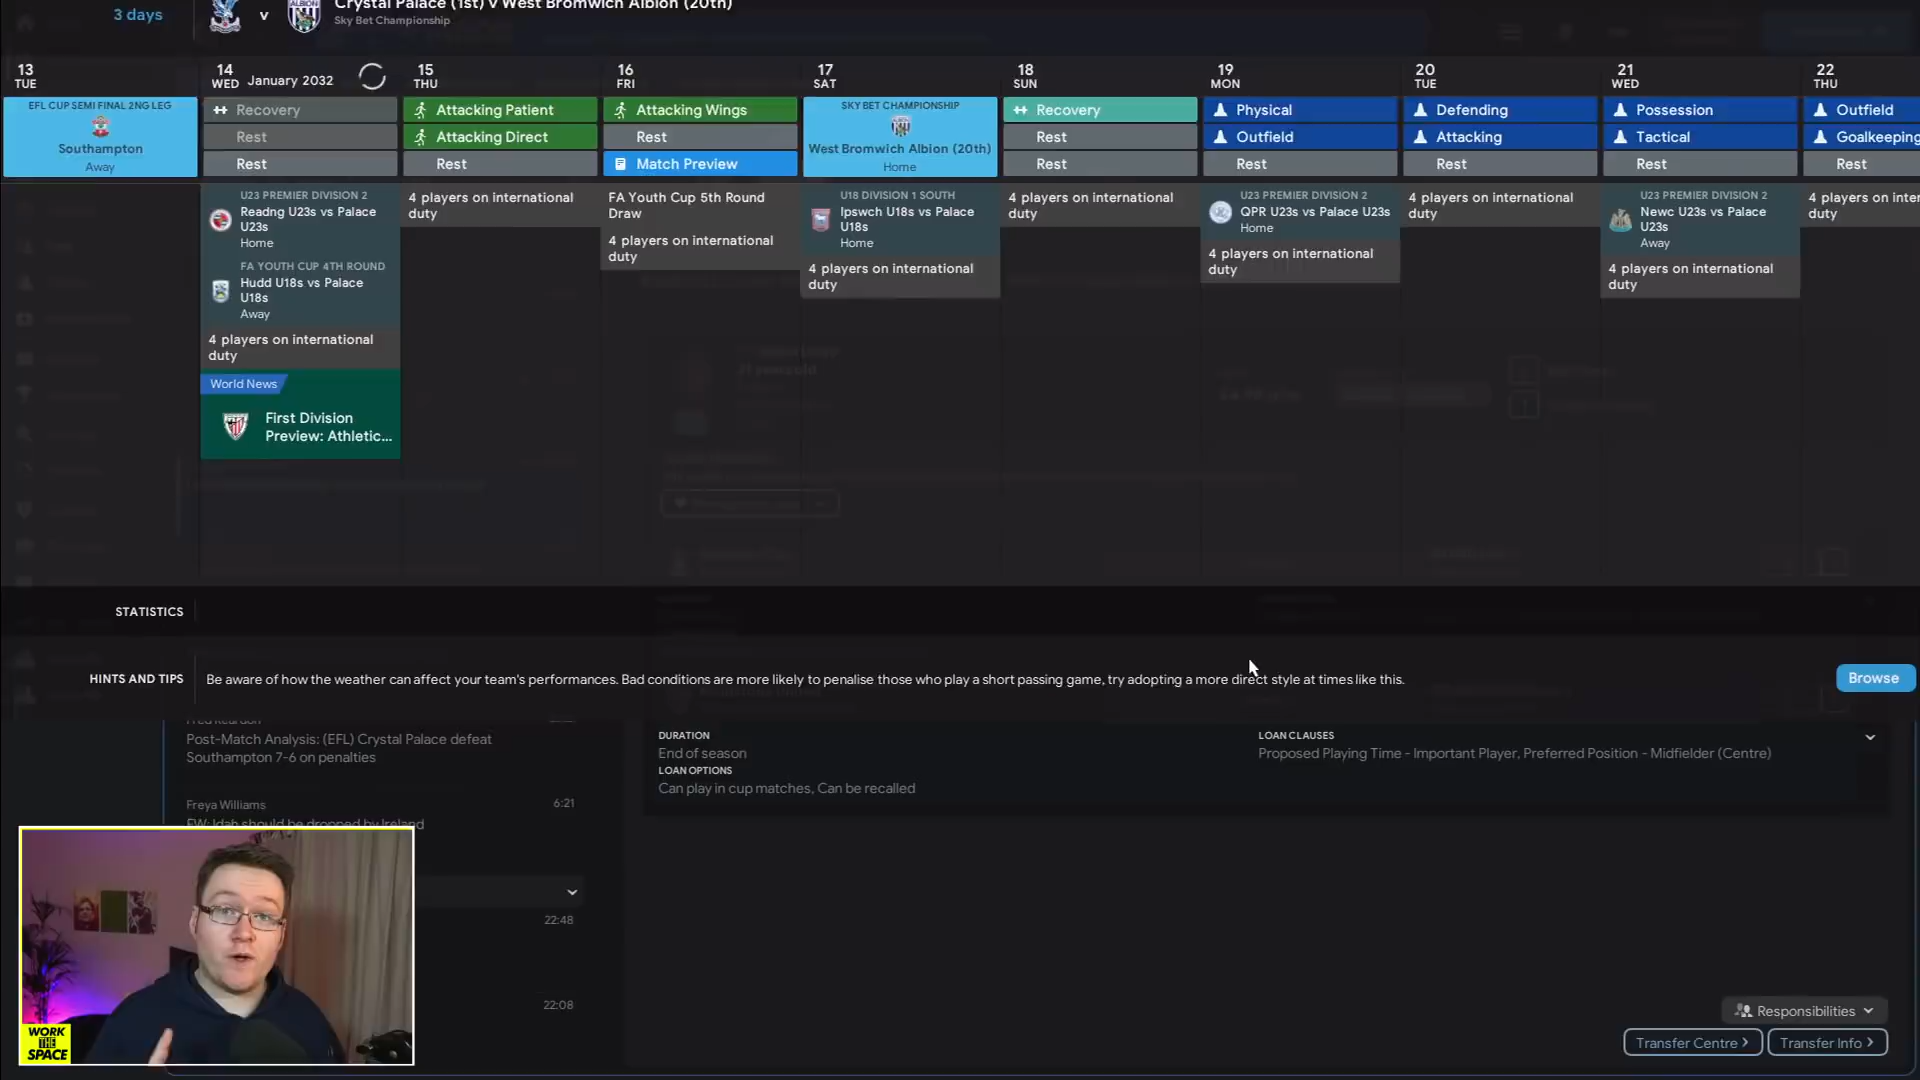 3 days
v
Crystal Palace (1st) v West Bromwich Albion (20th)
Sky Bet Championship
13
TUE
14
WED January 2032
15
THU
16
FRI
17
SAT
18
SUN
19
MON
20
TUE
21
WED
22
THU
EFL CUP SEMI FINAL 2NG LEG
Southampton
Away
Recovery
Rest
Rest
Attacking Patient
Attacking Direct
Rest
Attacking Wings
Rest
Match Preview
SKY BET CHAMPIONSHIP
West Bromwich Albion (20th)
Home
Recovery
Rest
Rest
Physical
Outfield
Rest
Defending
Attacking
Rest
Possession
Tactical
Rest
Outfield
Goalkeeping
Rest
U23 PREMIER DIVISION 2
Readng U23s vs Palace
U23s
Home
FA YOUTH CUP 4TH ROUND
Hudd U18s vs Palace
U18s
Away
4 players on international
duty
World News
First Division
Preview: Athletic...
4 players on international
duty
FA Youth Cup 5th Round
Draw
4 players on international
duty
U18 DIVISION 1 SOUTH
Ipswch U18s vs Palace
U18s
Home
4 players on international
duty
4 players on international
duty
U23 PREMIER DIVISION 2
QPR U23s vs Palace U23s
Home
4 players on international
duty
4 players on international
duty
U23 PREMIER DIVISION 2
Newc U23s vs Palace
U23s
Away
4 players on international
duty
4 players on inter
duty
STATISTICS
HINTS AND TIPS
Be aware of how the weather can affect your team's performances. Bad conditions are more likely to penalise those who play a short passing game, try adopting a more direct style at times like this.
Browse
Post-Match Analysis: (EFL) Crystal Palace defeat
Southampton 7-6 on penalties
Freya Williams 6:21
FW: Idah should be dropped by Ireland
22:48
22:08
DURATION
End of season
LOAN OPTIONS
Can play in cup matches, Can be recalled
LOAN CLAUSES
Proposed Playing Time - Important Player, Preferred Position - Midfielder (Centre)
Responsibilities
Transfer Centre >
Transfer Info >
WORK
THE
SPACE